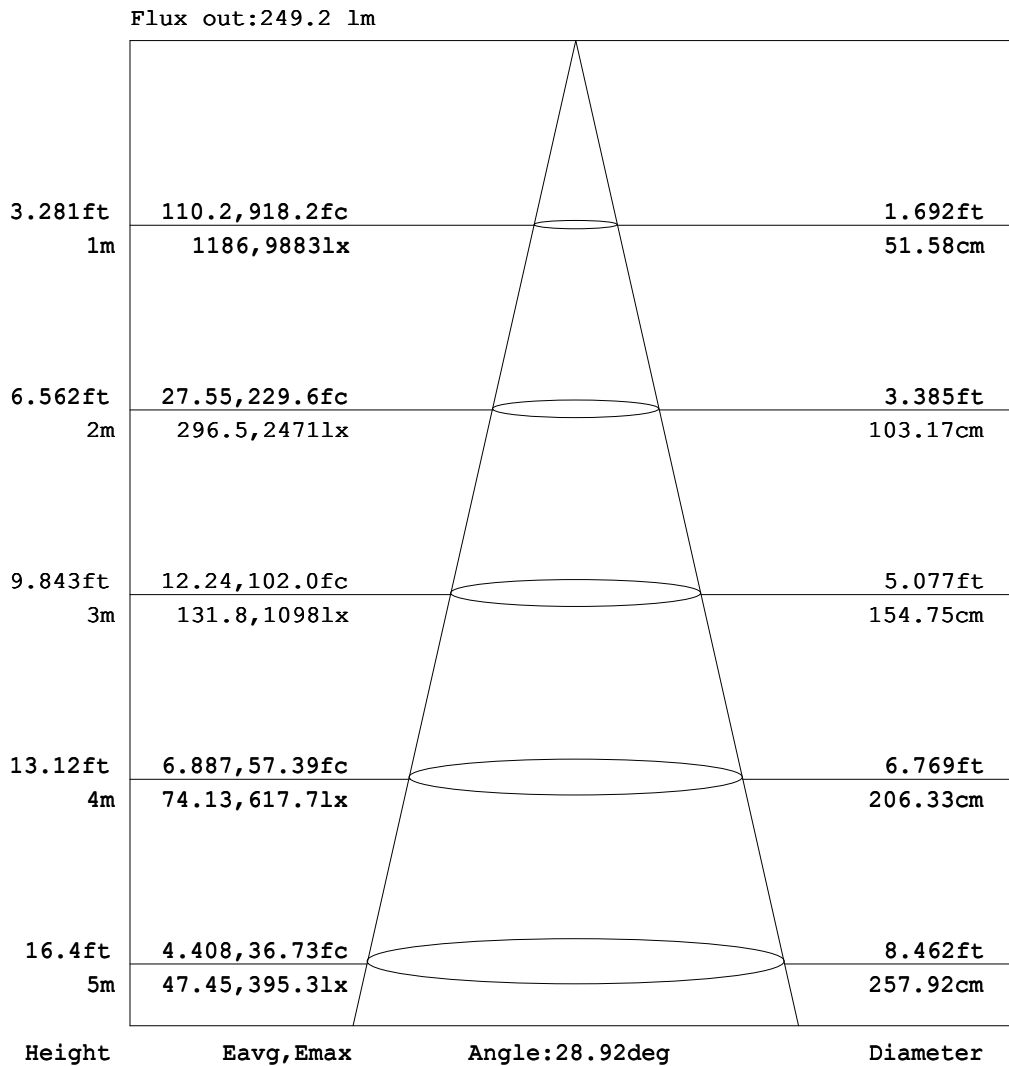 Flux out:249.2 lm
3.281ft 110.2,918.2fc 1.692ft
1m 1186,9883lx 51.58cm
6.562ft 27.55,229.6fc 3.385ft
2m 296.5,2471lx 103.17cm
9.843ft 12.24,102.0fc 5.077ft
3m 131.8,1098lx 154.75cm
13.12ft 6.887,57.39fc 6.769ft
4m 74.13,617.7lx 206.33cm
16.4ft 4.408,36.73fc 8.462ft
5m 47.45,395.3lx 257.92cm
Height Eavg,Emax Angle:28.92deg Diameter